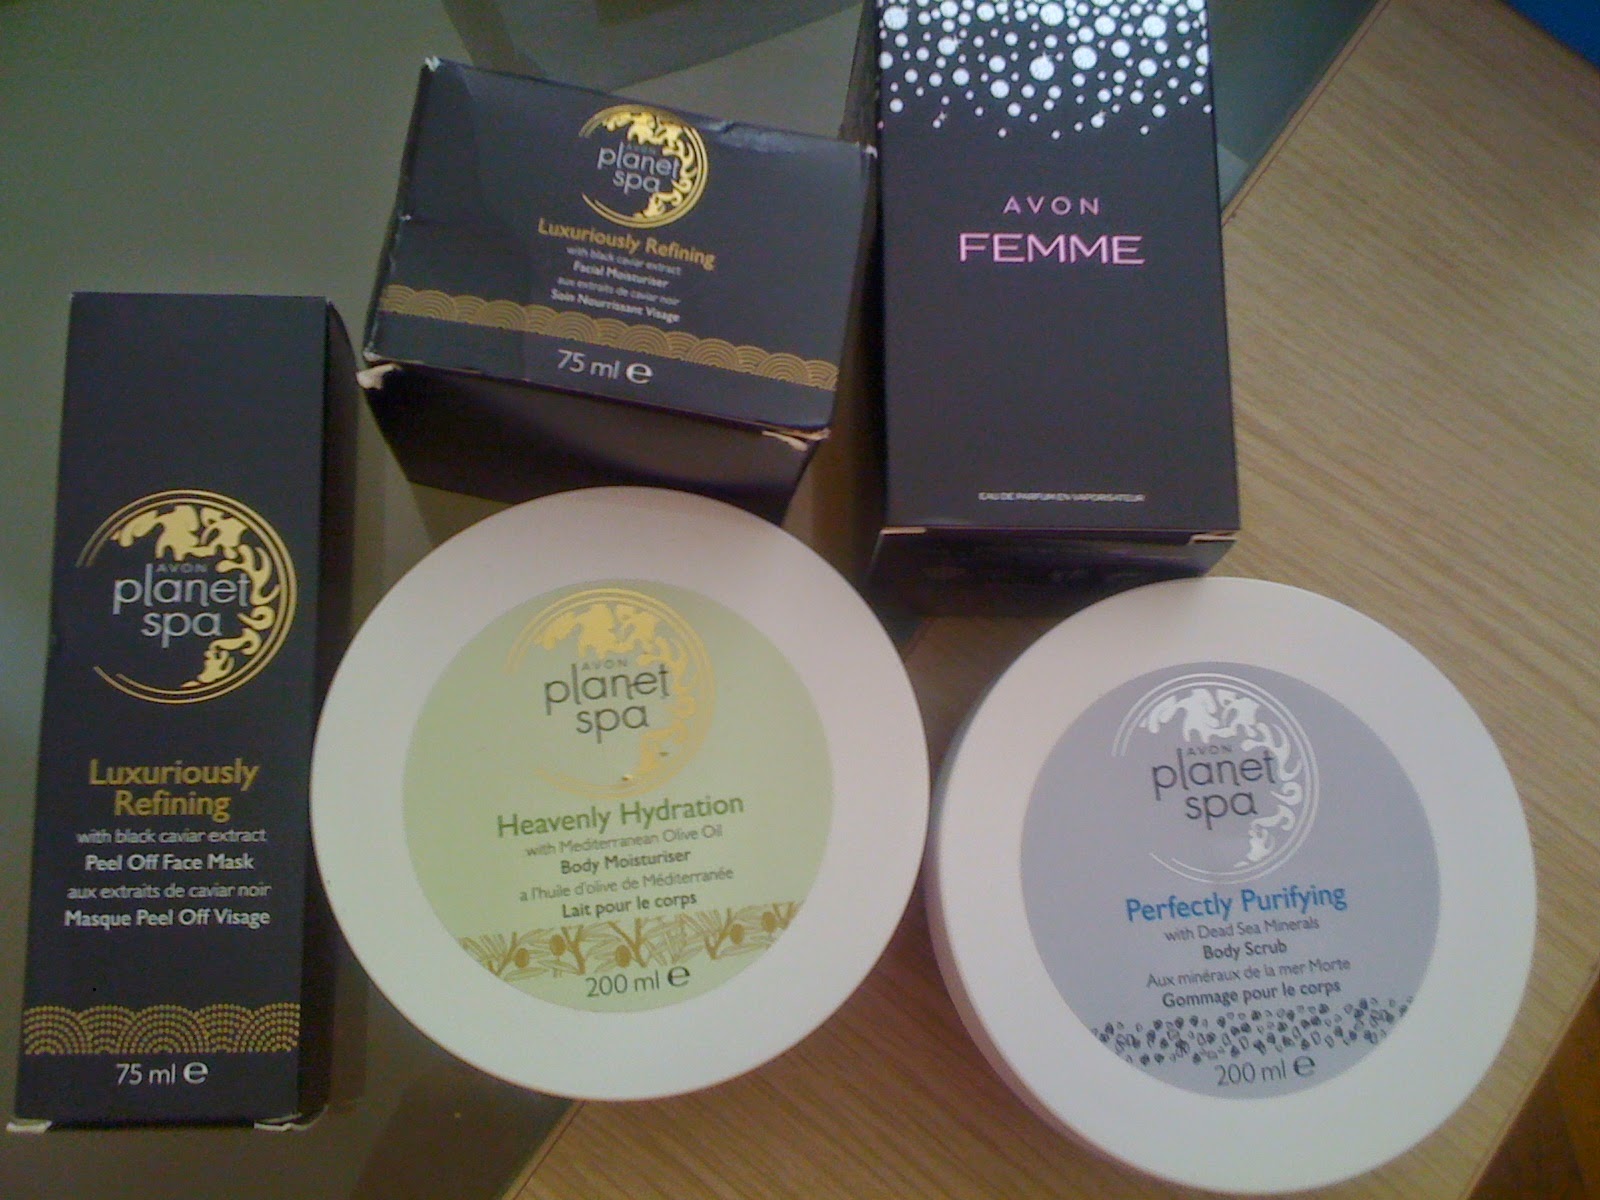 AVON
planet
spa
Luxuriously Refining
with black caviar extract
Facial Moisturiser
aux extraits de caviar noir
Soin Nourrissant Visage
75 ml e
AVON
FEMME
EAU DE PARFUM EN VAPORISATEUR
AVON
planet
spa
Luxuriously
Refining
with black caviar extract
Peel Off Face Mask
aux extraits de caviar noir
Masque Peel Off Visage
75 ml e
AVON
planet
spa
Heavenly Hydration
with Mediterranean Olive Oil
Body Moisturiser
a l'huile d'olive de Méditerranée
Lait pour le corps
200 ml e
AVON
planet
spa
Perfectly Purifying
with Dead Sea Minerals
Body Scrub
Aux minéraux de la mer Morte
Gommage pour le corps
200 ml e